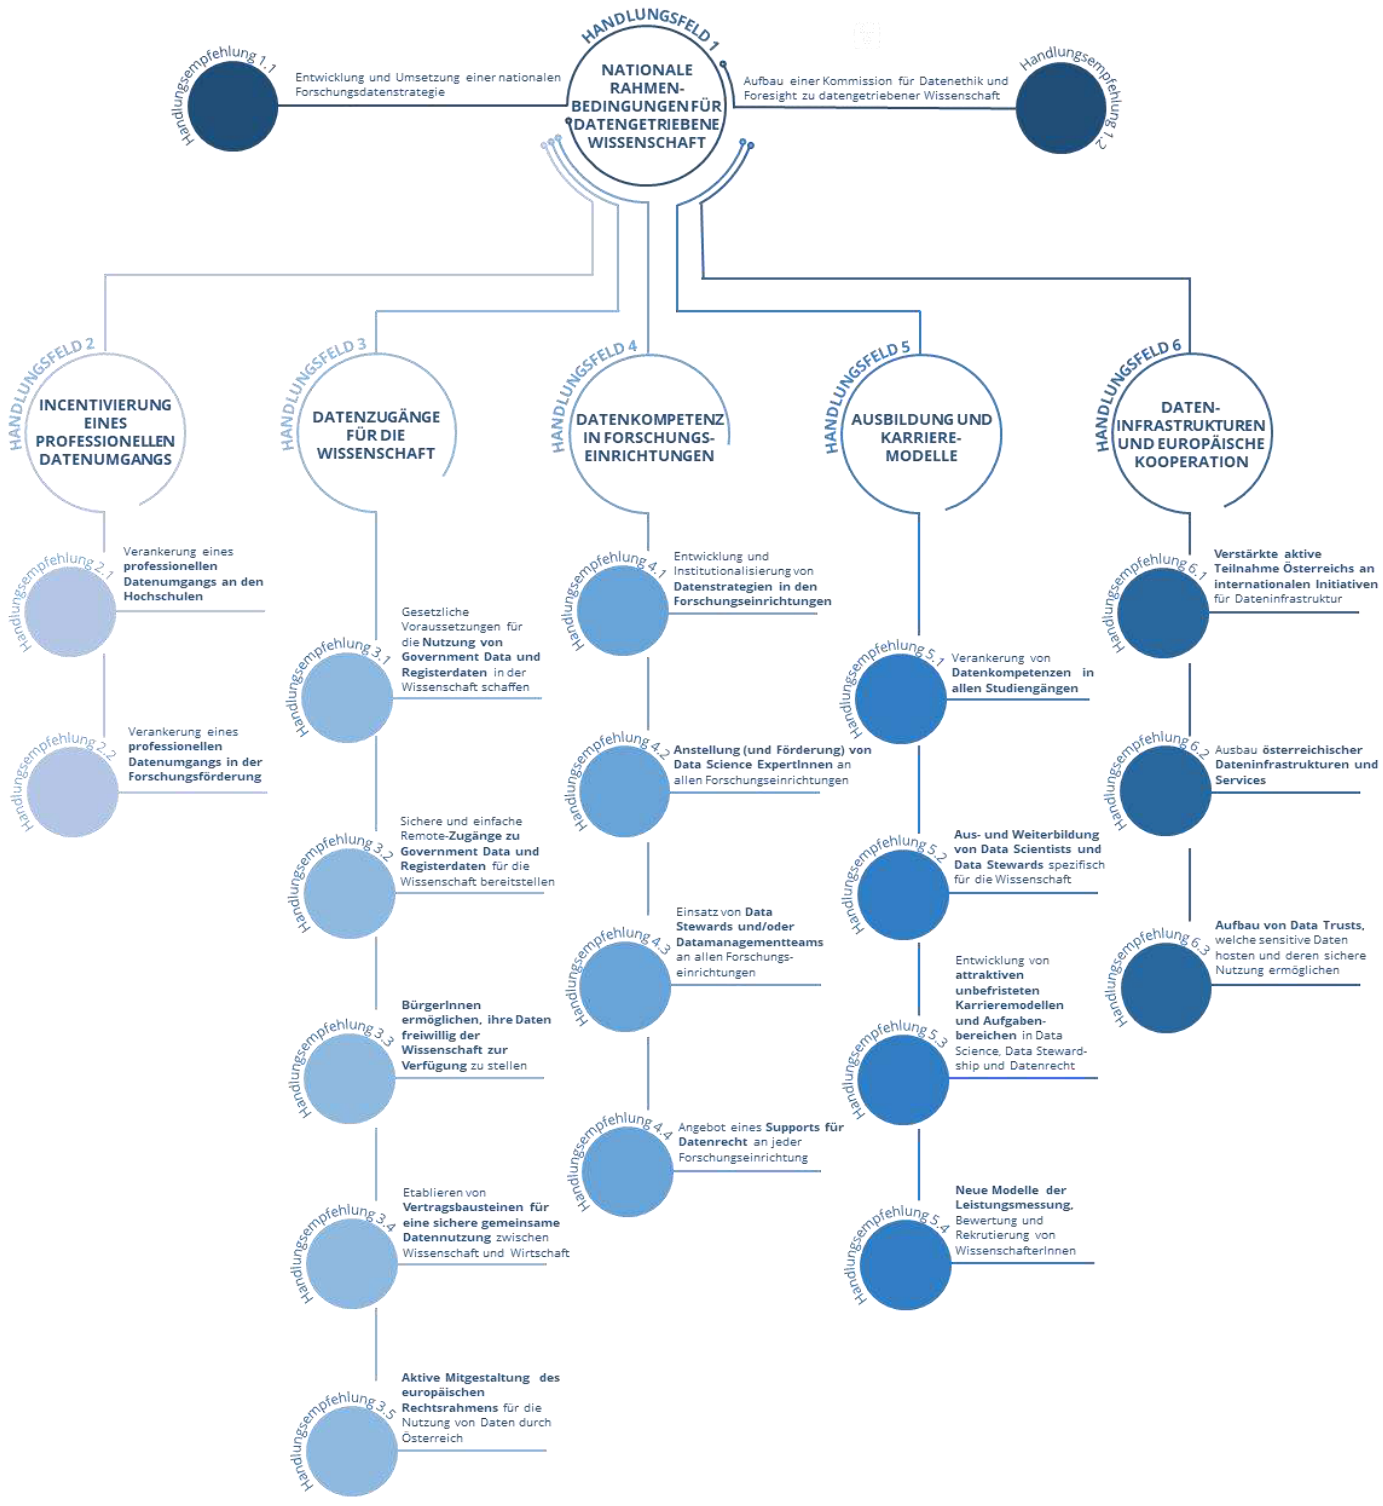 HANDLUNGSFELD 1
NATIONALE
RAHMEN-
BEDINGUNGEN FÜR
DATENGETRIEBENE
WISSENSCHAFT
Handlungsempfehlung 1.1
Entwicklung und Umsetzung einer nationalen
Forschungsdatenstrategie
Handlungsempfehlung 1.2
Aufbau einer Kommission für Datenethik und
Foresight zu datengetriebener Wissenschaft
HANDLUNGSFELD 2
INCENTIVIERUNG
EINES
PROFESSIONELLEN
DATENUMGANGS
Handlungsempfehlung 2.1
Verankerung eines
professionellen
Datenumgangs an den
Hochschulen
Handlungsempfehlung 2.2
Verankerung eines
professionellen
Datenumgangs in der
Forschungsförderung
HANDLUNGSFELD 3
DATENZUGÄNGE
FÜR DIE
WISSENSCHAFT
Handlungsempfehlung 3.1
Gesetzliche
Voraussetzungen für
die Nutzung von
Government Data und
Registerdaten in der
Wissenschaft schaffen
Handlungsempfehlung 3.2
Sichere und einfache
Remote-Zugänge zu
Government Data und
Registerdaten für die
Wissenschaft bereitstellen
Handlungsempfehlung 3.3
BürgerInnen
ermöglichen, ihre Daten
freiwillig der
Wissenschaft zur
Verfügung zu stellen
Handlungsempfehlung 3.4
Etablieren von
Vertragsbausteinen für
eine sichere gemeinsame
Datennutzung zwischen
Wissenschaft und Wirtschaft
Handlungsempfehlung 3.5
Aktive Mitgestaltung des
europäischen
Rechtsrahmens für die
Nutzung von Daten durch
Österreich
HANDLUNGSFELD 4
DATENKOMPETENZ
IN FORSCHUNGS-
EINRICHTUNGEN
Handlungsempfehlung 4.1
Entwicklung und
Institutionalisierung von
Datenstrategien in den
Forschungseinrichtungen
Handlungsempfehlung 4.2
Anstellung (und Förderung) von
Data Science ExpertInnen an
allen Forschungseinrichtungen
Handlungsempfehlung 4.3
Einsatz von Data
Stewards und/oder
Datamanagementteams
an allen Forschungs-
einrichtungen
Handlungsempfehlung 4.4
Angebot eines Supports für
Datenrecht an jeder
Forschungseinrichtung
HANDLUNGSFELD 5
AUSBILDUNG UND
KARRIERE-
MODELLE
Handlungsempfehlung 5.1
Verankerung von
Datenkompetenzen in
allen Studiengängen
Handlungsempfehlung 5.2
Aus- und Weiterbildung
von Data Scientists und
Data Stewards spezifisch
für die Wissenschaft
Handlungsempfehlung 5.3
Entwicklung von
attraktiven
unbefristeten
Karrieremodellen
und Aufgaben-
bereichen in Data
Science, Data Steward-
ship und Datenrecht
Handlungsempfehlung 5.4
Neue Modelle der
Leistungsmessung,
Bewertung und
Rekrutierung von
WissenschafterInnen
HANDLUNGSFELD 6
DATEN-
INFRASTRUKTUREN
UND EUROPÄISCHE
KOOPERATION
Handlungsempfehlung 6.1
Verstärkte aktive
Teilnahme Österreichs an
internationalen Initiativen
für Dateninfrastruktur
Handlungsempfehlung 6.2
Ausbau österreichischer
Dateninfrastrukturen und
Services
Handlungsempfehlung 6.3
Aufbau von Data Trusts,
welche sensitive Daten
hosten und deren sichere
Nutzung ermöglichen